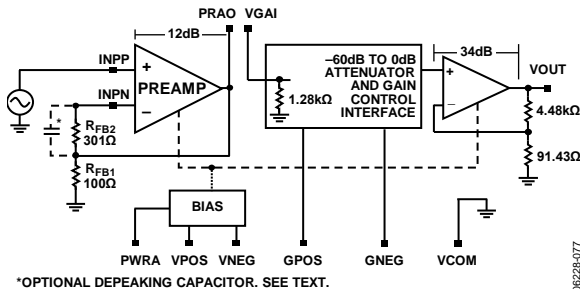 PRAO VGAI
12dB
INPP
+
PREAMP
INPN
–
*
RFB2
301Ω
RFB1
100Ω
–60dB TO 0dB
ATTENUATOR
AND GAIN
CONTROL
INTERFACE
1.28kΩ
34dB
+
–
VOUT
4.48kΩ
91.43Ω
BIAS
PWRA VPOS VNEG GPOS GNEG VCOM
*OPTIONAL DEPEAKING CAPACITOR. SEE TEXT.
06228-077